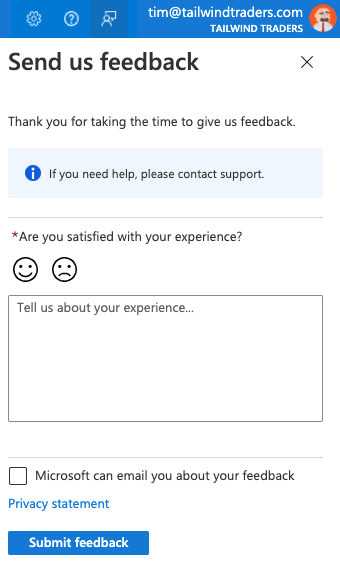 tim@tailwindtraders.com
TAILWIND TRADERS
Send us feedback
Thank you for taking the time to give us feedback.
If you need help, please contact support.
*Are you satisfied with your experience?
Tell us about your experience...
Microsoft can email you about your feedback
Privacy statement
Submit feedback